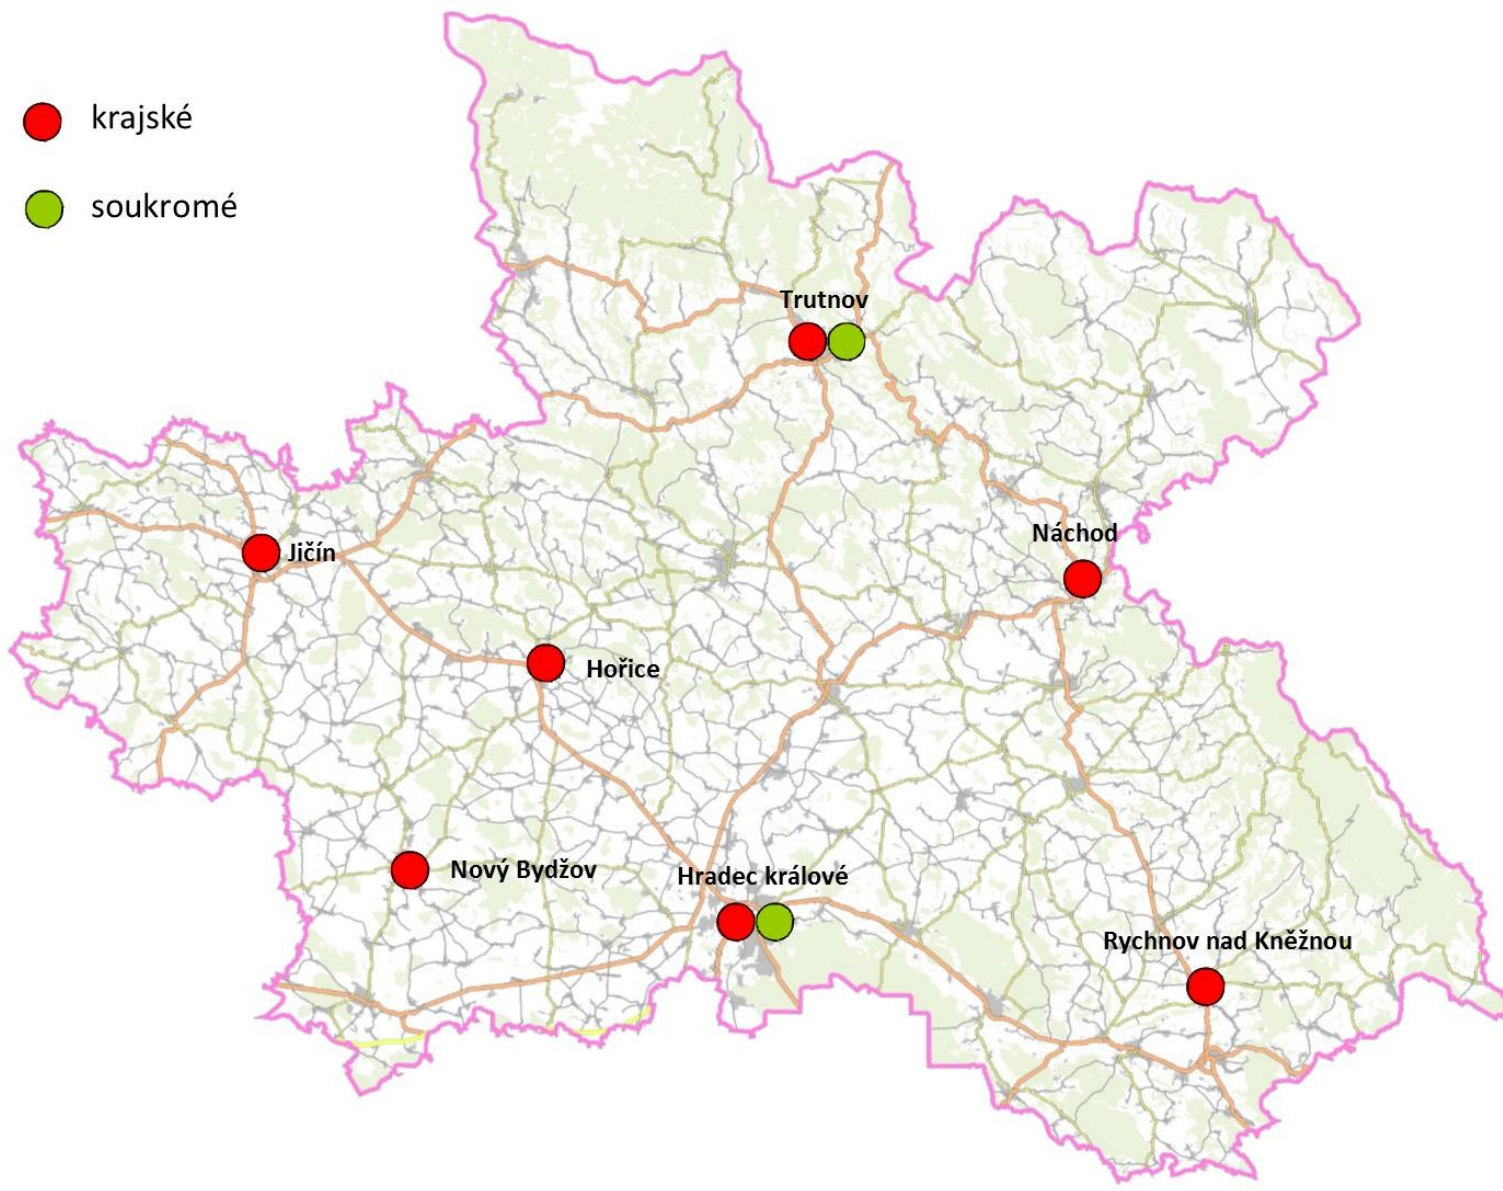 krajské
soukromé
Trutnov
Náchod
Jičín
Hořice
Nový Bydžov
Hradec králové
Rychnov nad Kněžnou